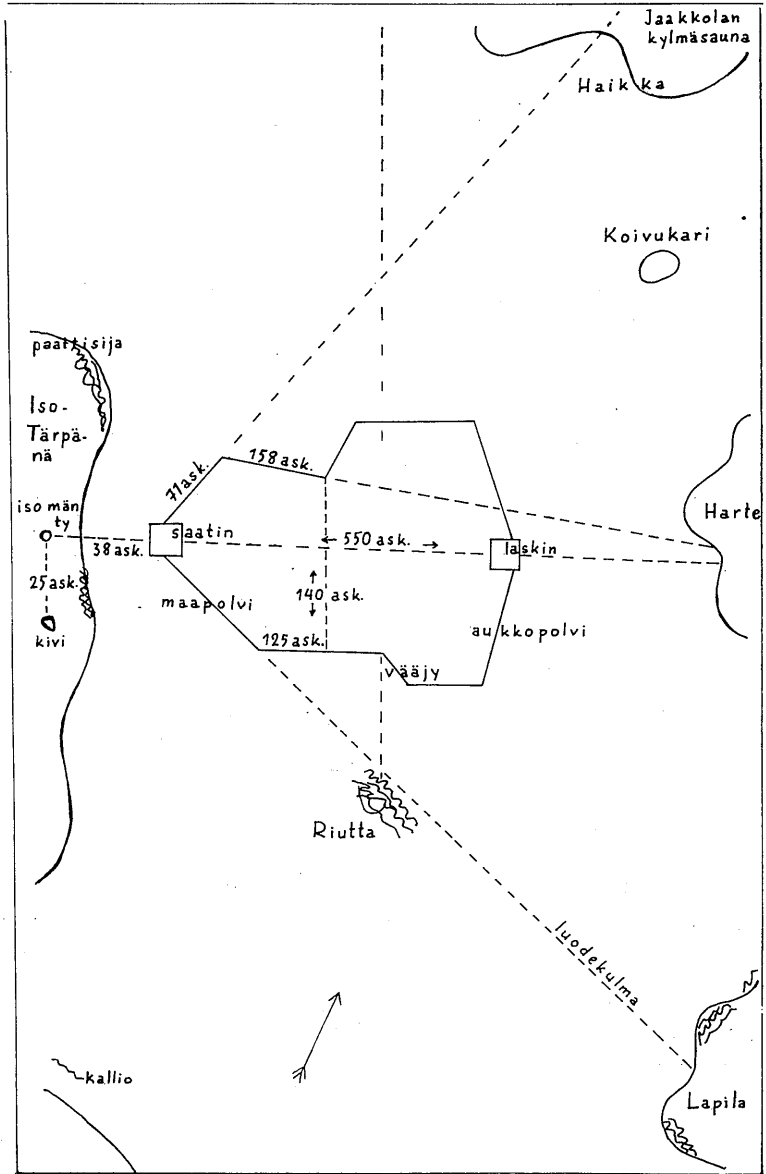 Jaakkolan
kylmäsauna
Haikka
Koivukari
paattisija
Iso-
Tärpä-
nä
71 ask.
158 ask.
iso män
ty
saatin
550 ask.
laskin
Harte
38 ask.
25 ask.
140 ask.
kivi
maapolvi
aukkopolvi
125 ask.
vääjy
Riutta
luodekulma
kallio
Lapila